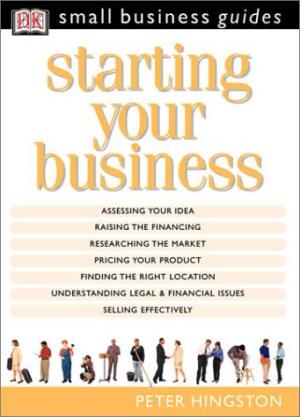 DK small business guides
starting
your
business
ASSESSING YOUR IDEA
RAISING THE FINANCING
RESEARCHING THE MARKET
PRICING YOUR PRODUCT
FINDING THE RIGHT LOCATION
UNDERSTANDING LEGAL & FINANCIAL ISSUES
SELLING EFFECTIVELY
PETER HINGSTON